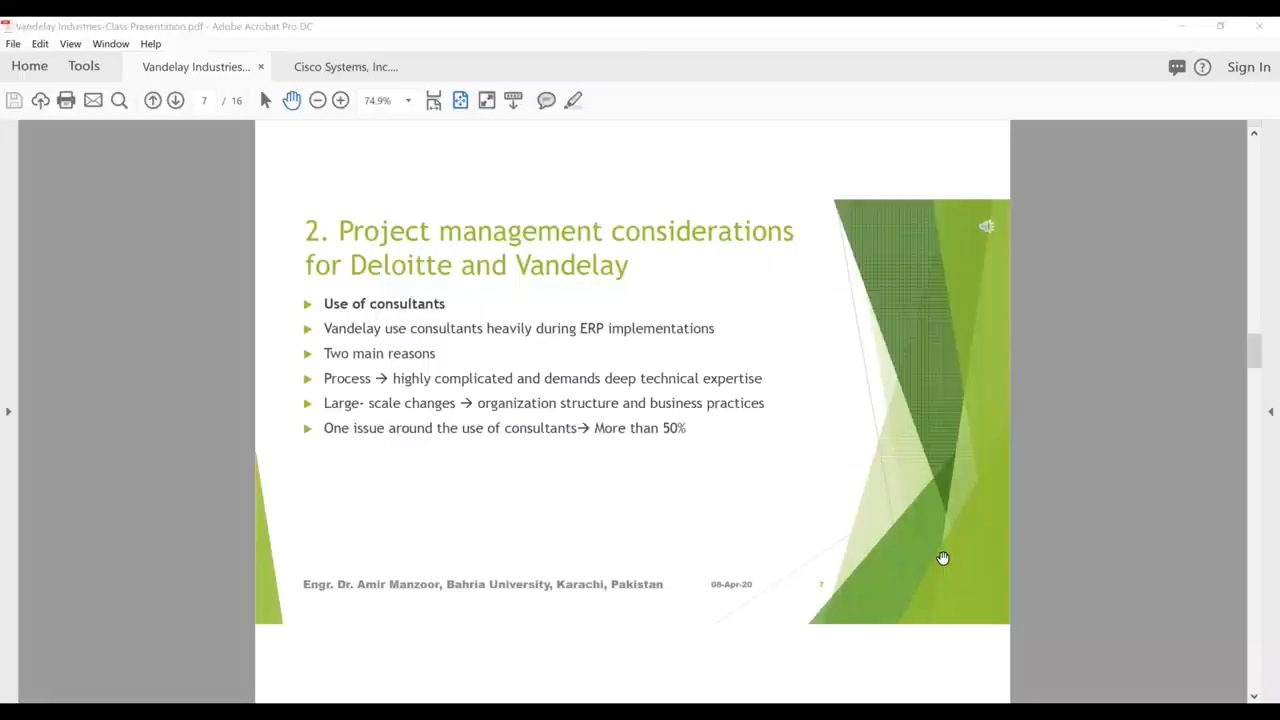 Vandelay Industries-Class Presentation.pdf - Adobe Acrobat Pro DC
File Edit View Window Help
Home Tools Vandelay Industries... × Cisco Systems, Inc.... Sign In
7 / 16 74.9%
2. Project management considerations
for Deloitte and Vandelay
Use of consultants
Vandelay use consultants heavily during ERP implementations
Two main reasons
Process → highly complicated and demands deep technical expertise
Large- scale changes → organization structure and business practices
One issue around the use of consultants→ More than 50%
Engr. Dr. Amir Manzoor, Bahria University, Karachi, Pakistan 08-Apr-20 7